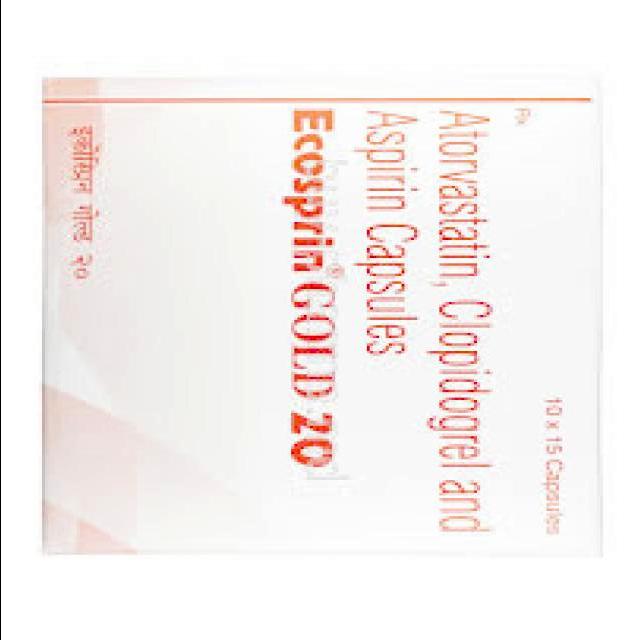 10 x 15 Capsules
Rx
Atorvastatin, Clopidogrel and
Aspirin Capsules
Ecosprin® GOLD 20
इकोस्प्रिन गोल्ड २०